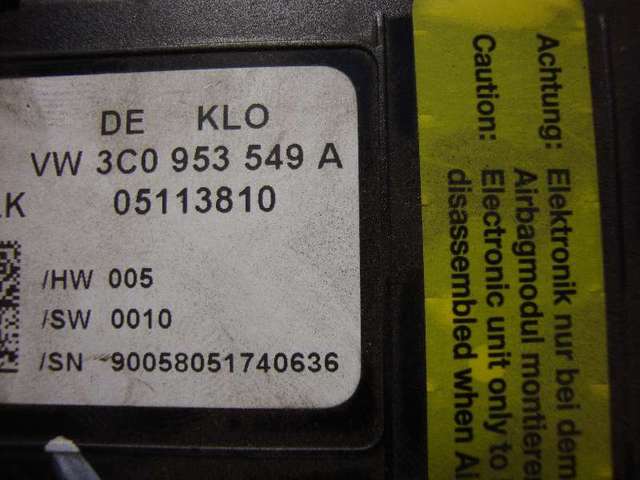 DE KLO
VW 3C0 953 549 A
LK 05113810
/HW 005
/SW 0010
/SN 90058051740636
Achtung: Elektronik nur bei dem
Airbagmodul montieren
Caution: Electronic unit only to
disassembled when Ai